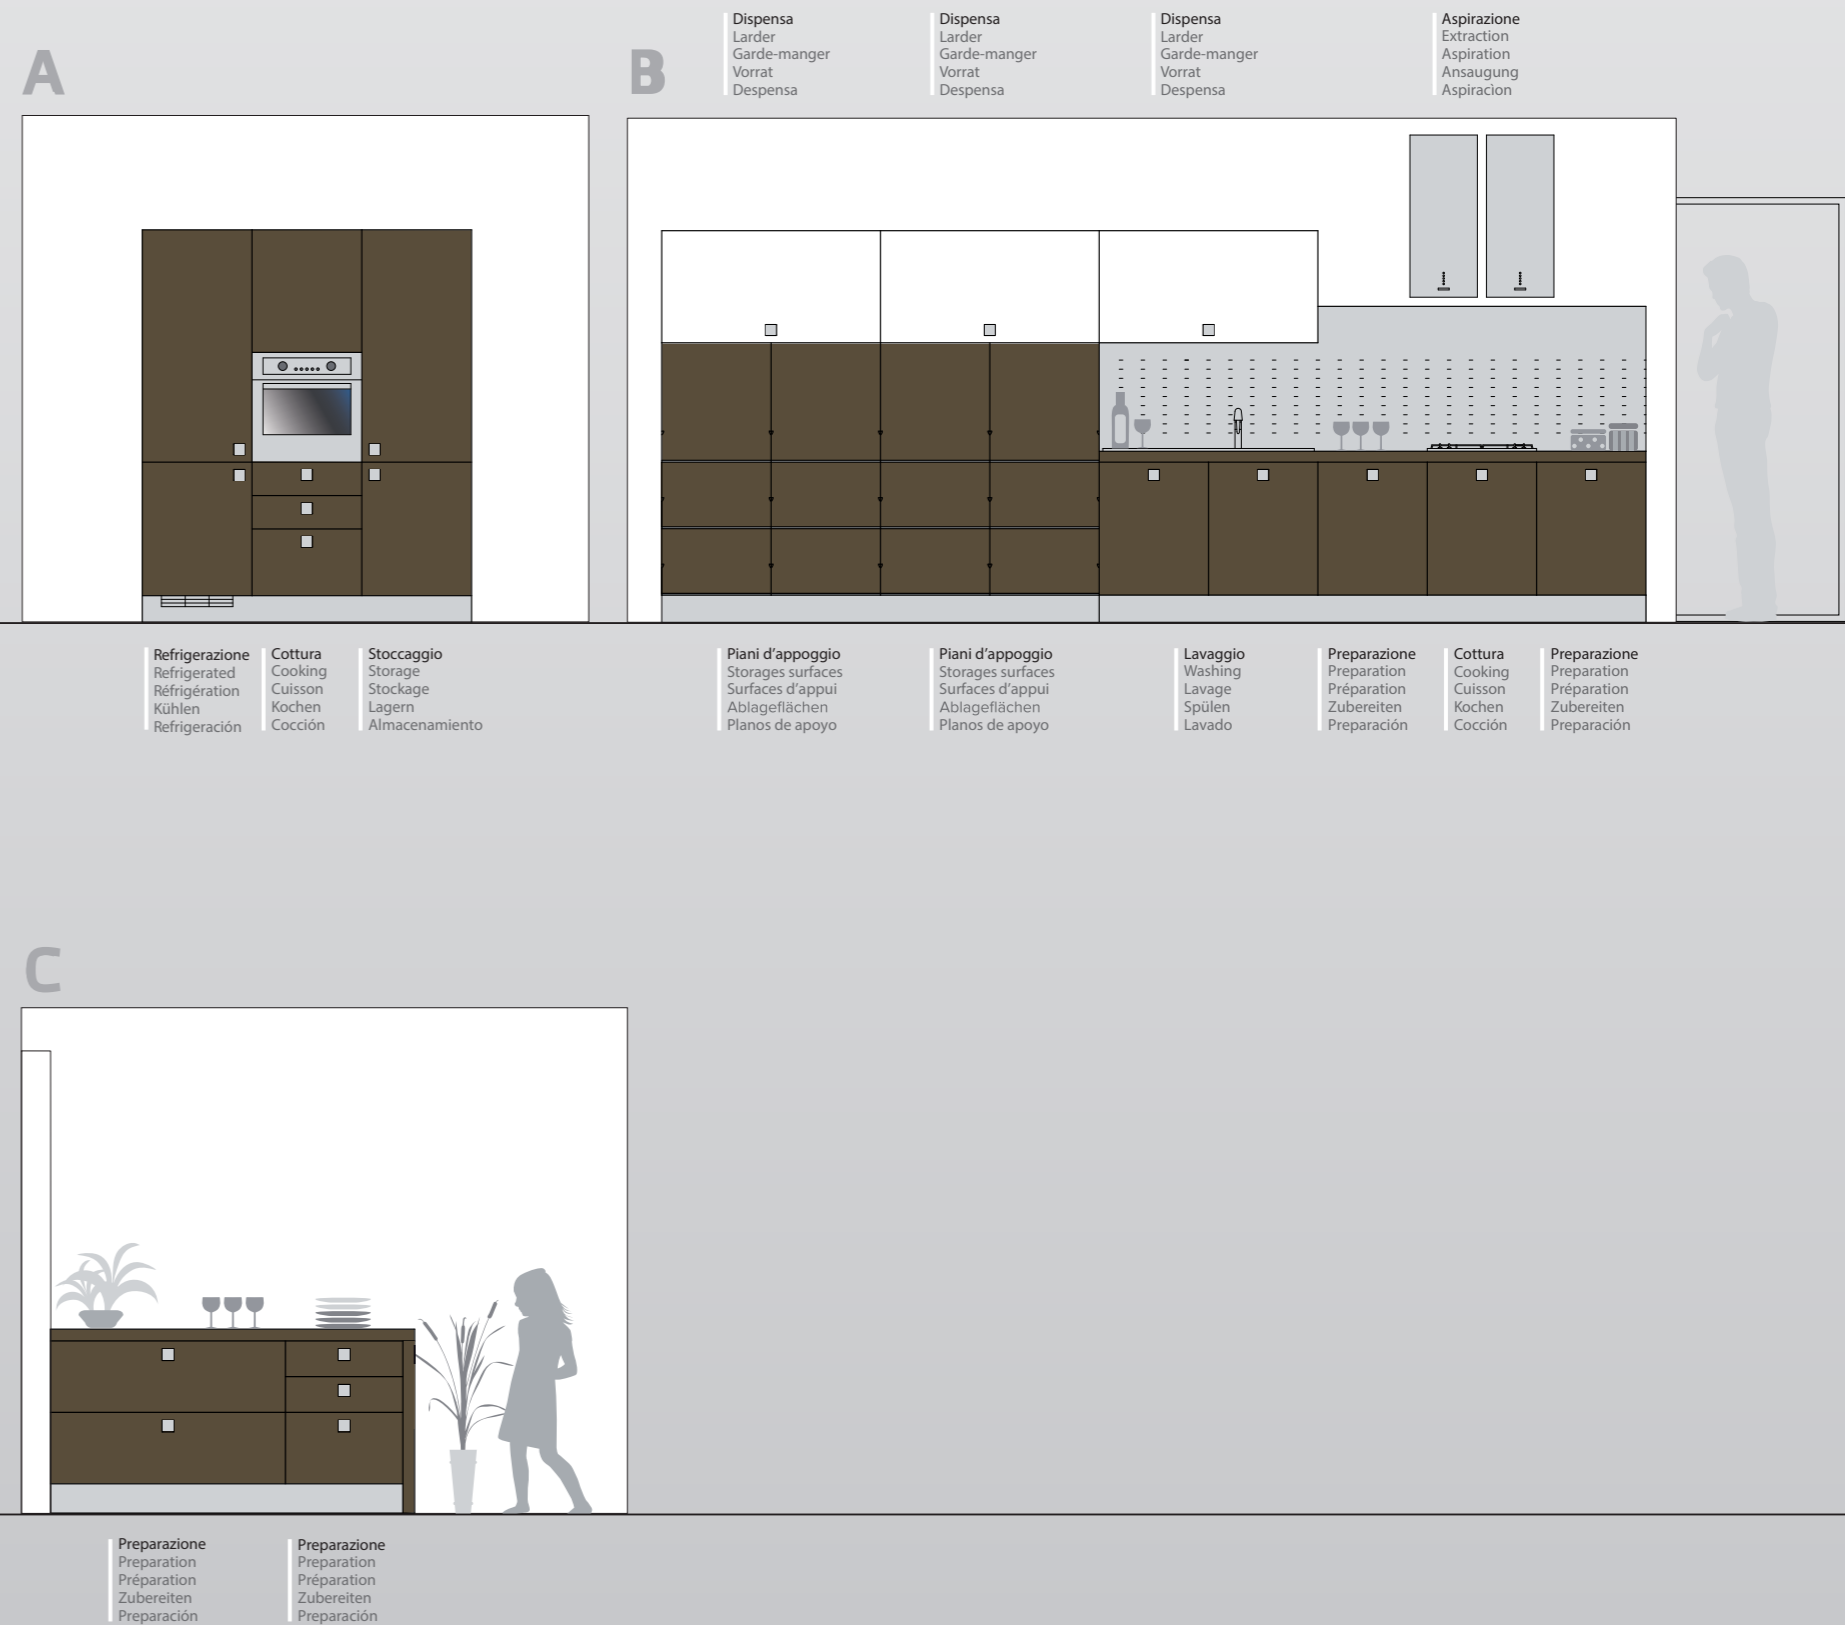 A
B
Dispensa
Larder
Garde-manger
Vorrat
Despensa
Dispensa
Larder
Garde-manger
Vorrat
Despensa
Dispensa
Larder
Garde-manger
Vorrat
Despensa
Aspirazione
Extraction
Aspiration
Ansaugung
Aspiraciòn
Refrigerazione
Refrigerated
Réfrigération
Kühlen
Refrigeración
Cottura
Cooking
Cuisson
Kochen
Cocción
Stoccaggio
Storage
Stockage
Lagern
Almacenamiento
Piani d'appoggio
Storages surfaces
Surfaces d'appui
Ablageflächen
Planos de apoyo
Piani d'appoggio
Storages surfaces
Surfaces d'appui
Ablageflächen
Planos de apoyo
Lavaggio
Washing
Lavage
Spülen
Lavado
Preparazione
Preparation
Préparation
Zubereiten
Preparación
Cottura
Cooking
Cuisson
Kochen
Cocción
Preparazione
Preparation
Préparation
Zubereiten
Preparación
C
Preparazione
Preparation
Préparation
Zubereiten
Preparación
Preparazione
Preparation
Préparation
Zubereiten
Preparación